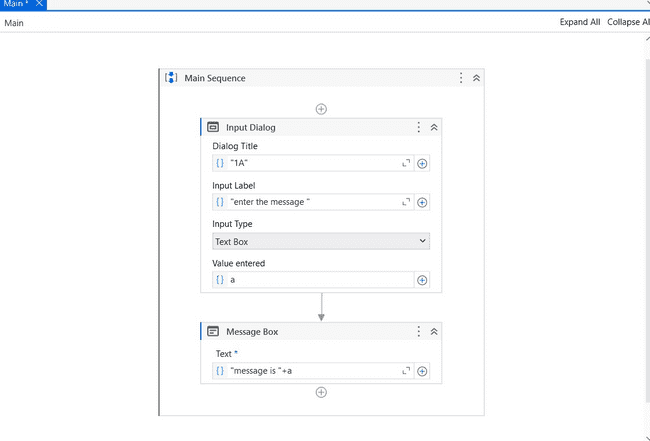 Main *
Main
Expand All Collapse Al
Main Sequence
Input Dialog
Dialog Title
"1A"
Input Label
"enter the message "
Input Type
Text Box
Value entered
a
Message Box
Text *
"message is "+a